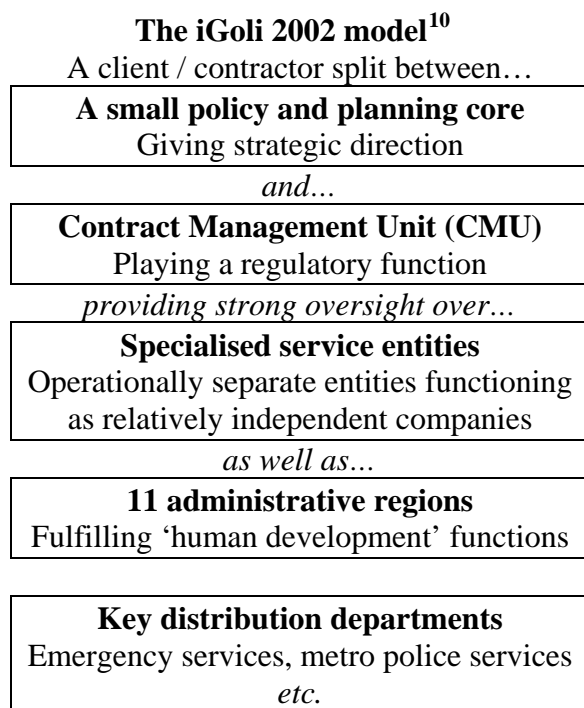 The iGoli 2002 model10
A client / contractor split between…
A small policy and planning core
Giving strategic direction
and…
Contract Management Unit (CMU)
Playing a regulatory function
providing strong oversight over…
Specialised service entities
Operationally separate entities functioning
as relatively independent companies
as well as…
11 administrative regions
Fulfilling ‘human development’ functions
Key distribution departments
Emergency services, metro police services
etc.